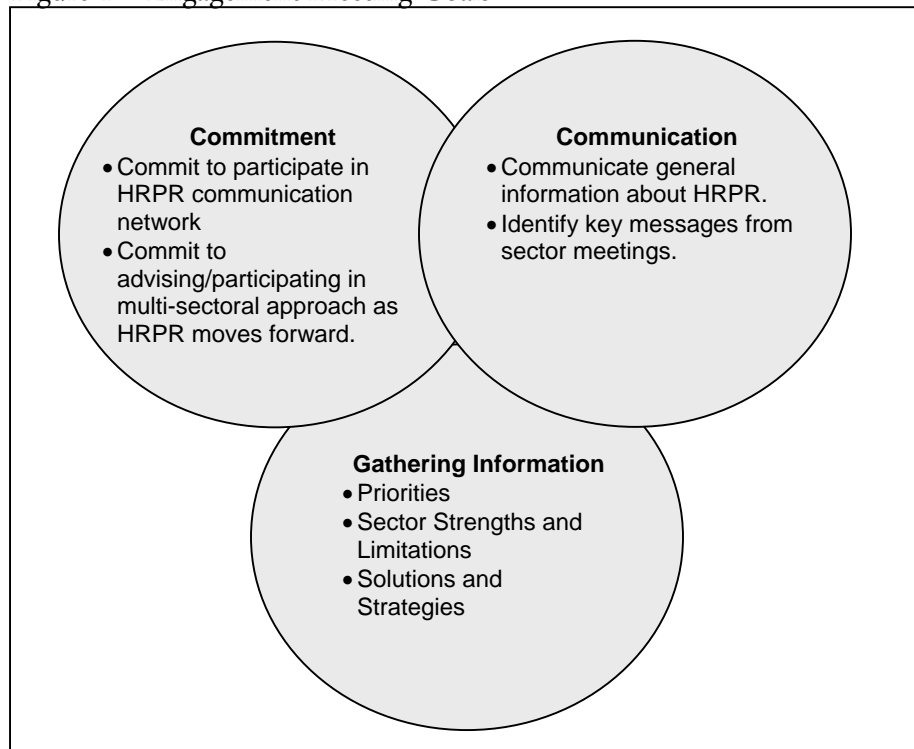 Commitment
• Commit to participate in
HRPR communication
network
• Commit to
advising/participating in
multi-sectoral approach as
HRPR moves forward.
Communication
• Communicate general
information about HRPR.
• Identify key messages from
sector meetings.
Gathering Information
• Priorities
• Sector Strengths and
Limitations
• Solutions and
Strategies